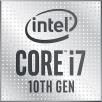 intel
CORE i7
10TH GEN